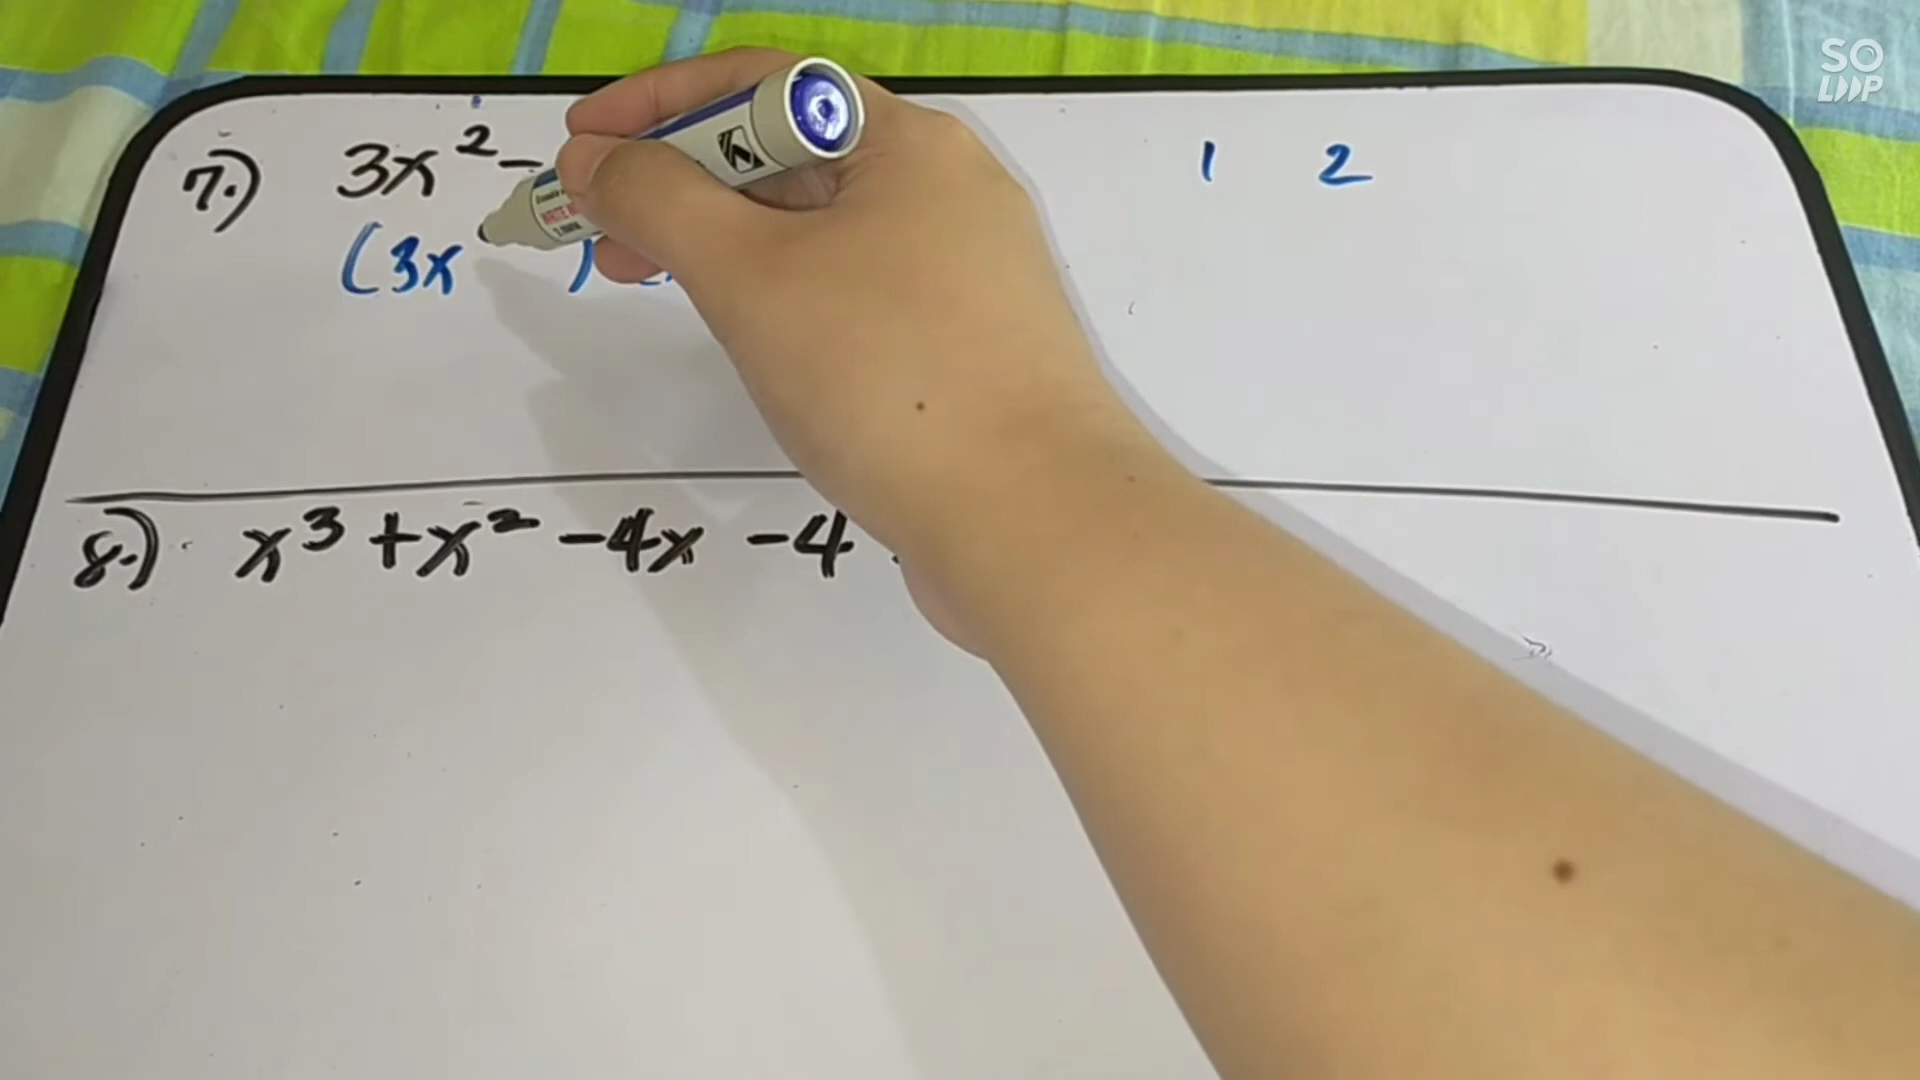 7.) 3x² -
1 2
(3x )
8.) x³ + x² - 4x - 4
SO
LOOP